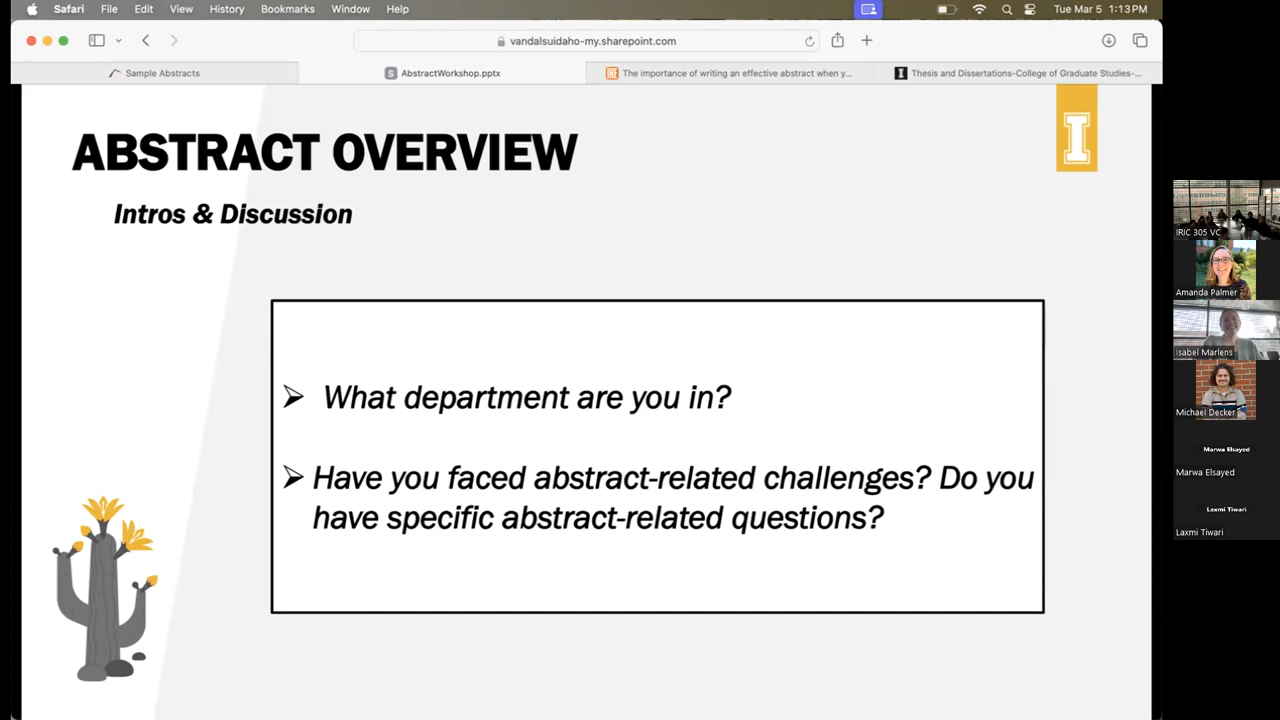 Safari File Edit View History Bookmarks Window Help Tue Mar 5 1:13 PM
vandalsuidaho-my.sharepoint.com
Sample Abstracts S AbstractWorkshop.pptx The importance of writing an effective abstract when y... I Thesis and Dissertations-College of Graduate Studies-...
I
ABSTRACT OVERVIEW
Intros & Discussion
What department are you in?
Have you faced abstract-related challenges? Do you
have specific abstract-related questions?
IRIC 305 VC
Amanda Palmer
Isabel Marlens
Michael Decker
Marwa Elsayed
Marwa Elsayed
Laxmi Tiwari
Laxmi Tiwari